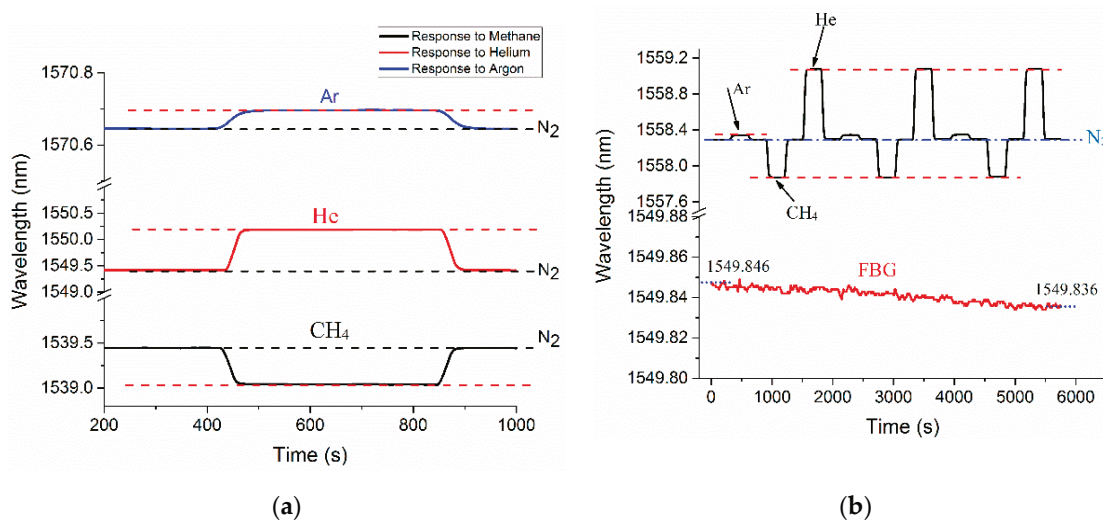 Response to Methane
Response to Helium
Response to Argon
1570.8
1570.6
1550.5
1550.0
1549.5
1549.0
1539.5
1539.0
Wavelength (nm)
Ar
N₂
He
N₂
CH₄
N₂
200
400
600
800
1000
Time (s)
(a)
1559.2
1558.8
1558.4
1558.0
1557.6
1549.88
1549.86
1549.84
1549.82
1549.80
Wavelength (nm)
He
Ar
CH₄
1549.846
FBG
1549.836
0
1000
2000
3000
4000
5000
6000
Time (s)
(b)